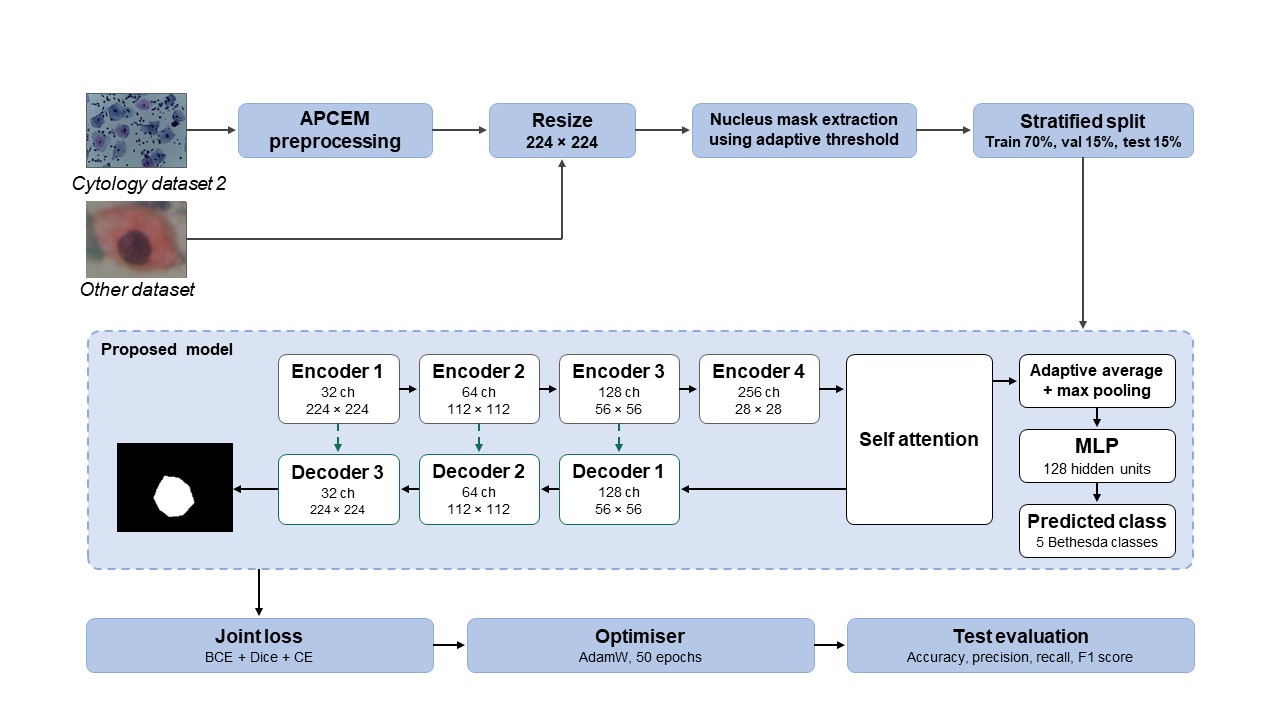 APCEM
preprocessing
Resize
224 × 224
Nucleus mask extraction
using adaptive threshold
Stratified split
Train 70%, val 15%, test 15%
Cytology dataset 2
Other dataset
Proposed model
Encoder 1
32 ch
224 × 224
Encoder 2
64 ch
112 × 112
Encoder 3
128 ch
56 × 56
Encoder 4
256 ch
28 × 28
Self attention
Adaptive average
+ max pooling
MLP
128 hidden units
Predicted class
5 Bethesda classes
Decoder 3
32 ch
224 × 224
Decoder 2
64 ch
112 × 112
Decoder 1
128 ch
56 × 56
Joint loss
BCE + Dice + CE
Optimiser
AdamW, 50 epochs
Test evaluation
Accuracy, precision, recall, F1 score